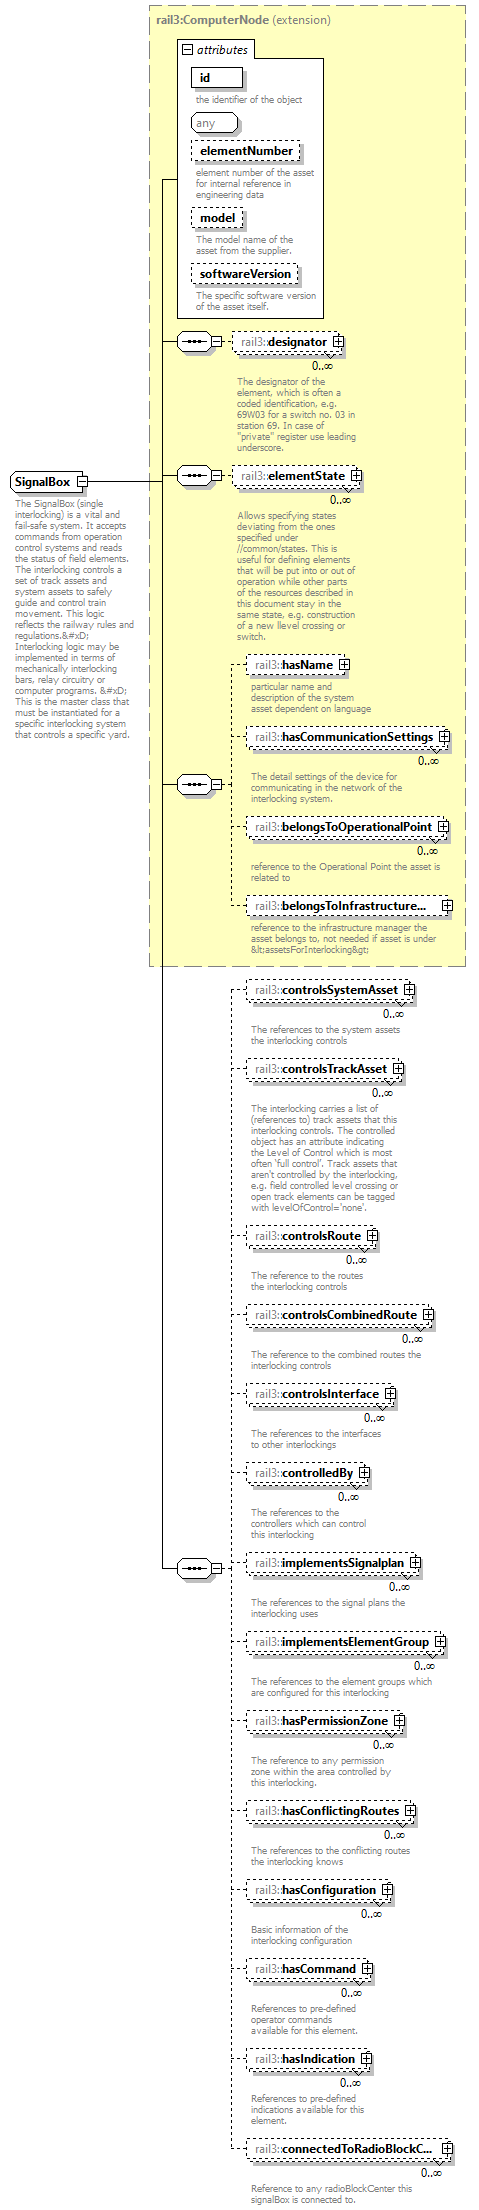 rail3:ComputerNode (extension)
attributes
id
the identifier of the object
any
elementNumber
element number of the asset
for internal reference in
engineering data
model
The model name of the
asset from the supplier.
softwareVersion
The specific software version
of the asset itself.
rail3::designator
0..∞
The designator of the
element, which is often a
coded identification, e.g.
69W03 for a switch no. 03 in
station 69. In case of
"private" register use leading
underscore.
SignalBox
The SignalBox (single
interlocking) is a vital and
fail-safe system. It accepts
commands from operation
control systems and reads
the status of field elements.
The interlocking controls a
set of track assets and
system assets to safely
guide and control train
movement. This logic
reflects the railway rules and
regulations.&#xD;
Interlocking logic may be
implemented in terms of
mechanically interlocking
bars, relay circuitry or
computer programs. &#xD;
This is the master class that
must be instantiated for a
specific interlocking system
that controls a specific yard.
rail3::elementState
0..∞
Allows specifying states
deviating from the ones
specified under
//common/states. This is
useful for defining elements
that will be put into or out of
operation while other parts
of the resources described in
this document stay in the
same state, e.g. construction
of a new llevel crossing or
switch.
rail3::hasName
particular name and
description of the system
asset dependent on language
rail3::hasCommunicationSettings
0..∞
The detail settings of the device for
communicating in the network of the
interlocking system.
rail3::belongsToOperationalPoint
0..∞
reference to the Operational Point the asset is
related to
rail3::belongsToInfrastructure...
reference to the infrastructure manager the
asset belongs to, not needed if asset is under
&lt;assetsForInterlocking&gt;
rail3::controlsSystemAsset
0..∞
The references to the system assets
the interlocking controls
rail3::controlsTrackAsset
0..∞
The interlocking carries a list of
(references to) track assets that this
interlocking controls. The controlled
object has an attribute indicating
the Level of Control which is most
often 'full control'. Track assets that
aren't controlled by the interlocking,
e.g. field controlled level crossing or
open track elements can be tagged
with levelOfControl='none'.
rail3::controlsRoute
0..∞
The reference to the routes
the interlocking controls
rail3::controlsCombinedRoute
0..∞
The reference to the combined routes the
interlocking controls
rail3::controlsInterface
0..∞
The references to the interfaces
to other interlockings
rail3::controlledBy
0..∞
The references to the
controllers which can control
this interlocking
rail3::implementsSignalplan
0..∞
The references to the signal plans the
interlocking uses
rail3::implementsElementGroup
0..∞
The references to the element groups which
are configured for this interlocking
rail3::hasPermissionZone
0..∞
The reference to any permission
zone within the area controlled by
this interlocking.
rail3::hasConflictingRoutes
0..∞
The references to the conflicting routes
the interlocking knows
rail3::hasConfiguration
0..∞
Basic information of the
interlocking configuration
rail3::hasCommand
0..∞
References to pre-defined
operator commands
available for this element.
rail3::hasIndication
0..∞
References to pre-defined
indications available for this
element.
rail3::connectedToRadioBlockC...
0..∞
Reference to any radioBlockCenter this
signalBox is connected to.